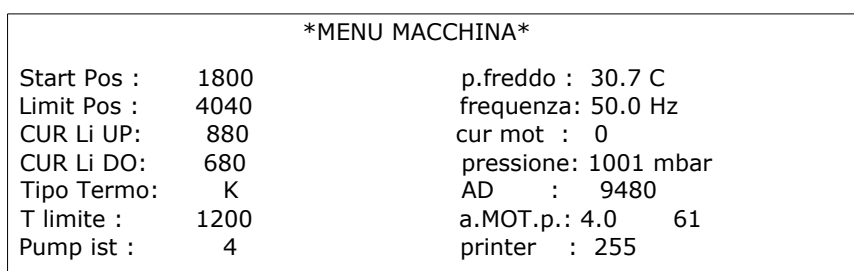 *MENU MACCHINA*
Start Pos : 1800 p.freddo : 30.7 C
Limit Pos : 4040 frequenza: 50.0 Hz
CUR Li UP: 880 cur mot : 0
CUR Li DO: 680 pressione: 1001 mbar
Tipo Termo: K AD : 9480
T limite : 1200 a.MOT.p.: 4.0 61
Pump ist : 4 printer : 255